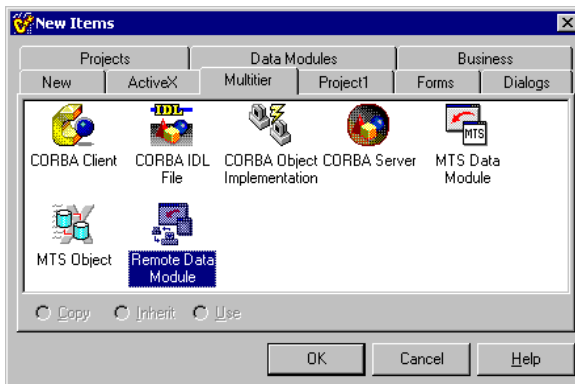 New Items
Projects Data Modules Business
New ActiveX Multitier Project1 Forms Dialogs
IDL
MTS
CORBA Client CORBA IDL CORBA Object CORBA Server MTS Data
File Implementation Module
MTS Object Remote Data
Module
Copy Inherit Use
OK Cancel Help